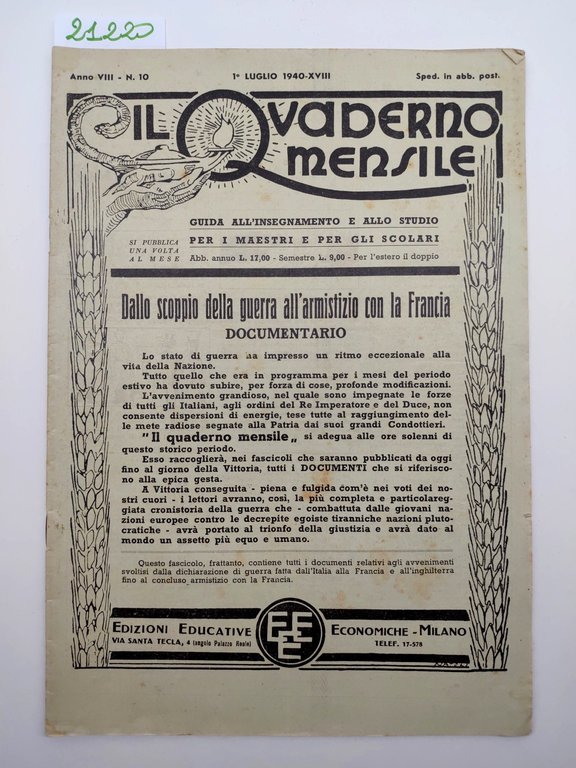 21220
Anno VIII - N. 10
1° LUGLIO 1940-XVIII
Sped. in abb. post.
IL QVADERNO
MENSILE
GUIDA ALL'INSEGNAMENTO E ALLO STUDIO
SI PUBBLICA
UNA VOLTA
AL MESE
PER I MAESTRI E PER GLI SCOLARI
Abb. annuo L. 17,00 - Semestre L. 9,00 - Per l'estero il doppio
Dallo scoppio della guerra all'armistizio con la Francia
DOCUMENTARIO
Lo stato di guerra ha impresso un ritmo eccezionale alla
vita della Nazione.
Tutto quello che era in programma per i mesi del periodo
estivo ha dovuto subire, per forza di cose, profonde modificazioni.
L'avvenimento grandioso, nel quale sono impegnate le forze
di tutti gli Italiani, agli ordini del Re Imperatore e del Duce, non
consente dispersioni di energie, tese tutte al raggiungimento del-
le mete radiose segnate alla Patria dai suoi grandi Condottieri.
"Il quaderno mensile„ si adegua alle ore solenni di
questo storico periodo.
Esso raccoglierà, nei fascicoli che saranno pubblicati da oggi
fino al giorno della Vittoria, tutti i DOCUMENTI che si riferisco-
no alla epica gesta.
A Vittoria conseguita - piena e fulgida com'è nei voti dei no-
stri cuori - i lettori avranno, così, la più completa e particolareg-
giata cronistoria della guerra che - combattuta dalle giovani na-
zioni europee contro le decrepite egoiste tiranniche nazioni pluto-
cratiche - avrà portato al trionfo della giustizia e avrà dato al
mondo un assetto più equo e umano.
Questo fascicolo, frattanto, contiene tutti i documenti relativi agli avvenimenti
svoltisi dalla dichiarazione di guerra fatta dall'Italia alla Francia e all'inghilterra
fino al concluso armistizio con la Francia.
EDIZIONI EDUCATIVE
VIA SANTA TECLA, 4 (angolo Palazzo Reale)
EEE
ECONOMICHE - MILANO
TELEF. 17-578